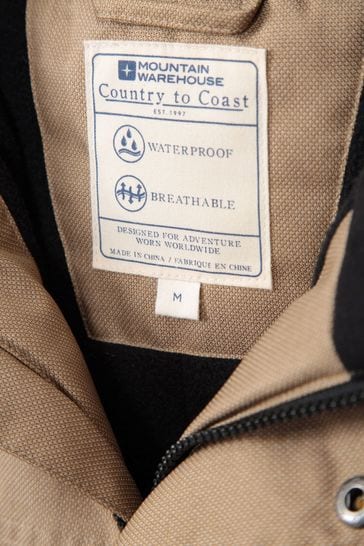 MOUNTAIN
WAREHOUSE
Country to Coast
EST. 1997
WATERPROOF
BREATHABLE
DESIGNED FOR ADVENTURE
WORN WORLDWIDE
MADE IN CHINA / FABRIQUE EN CHINE
M